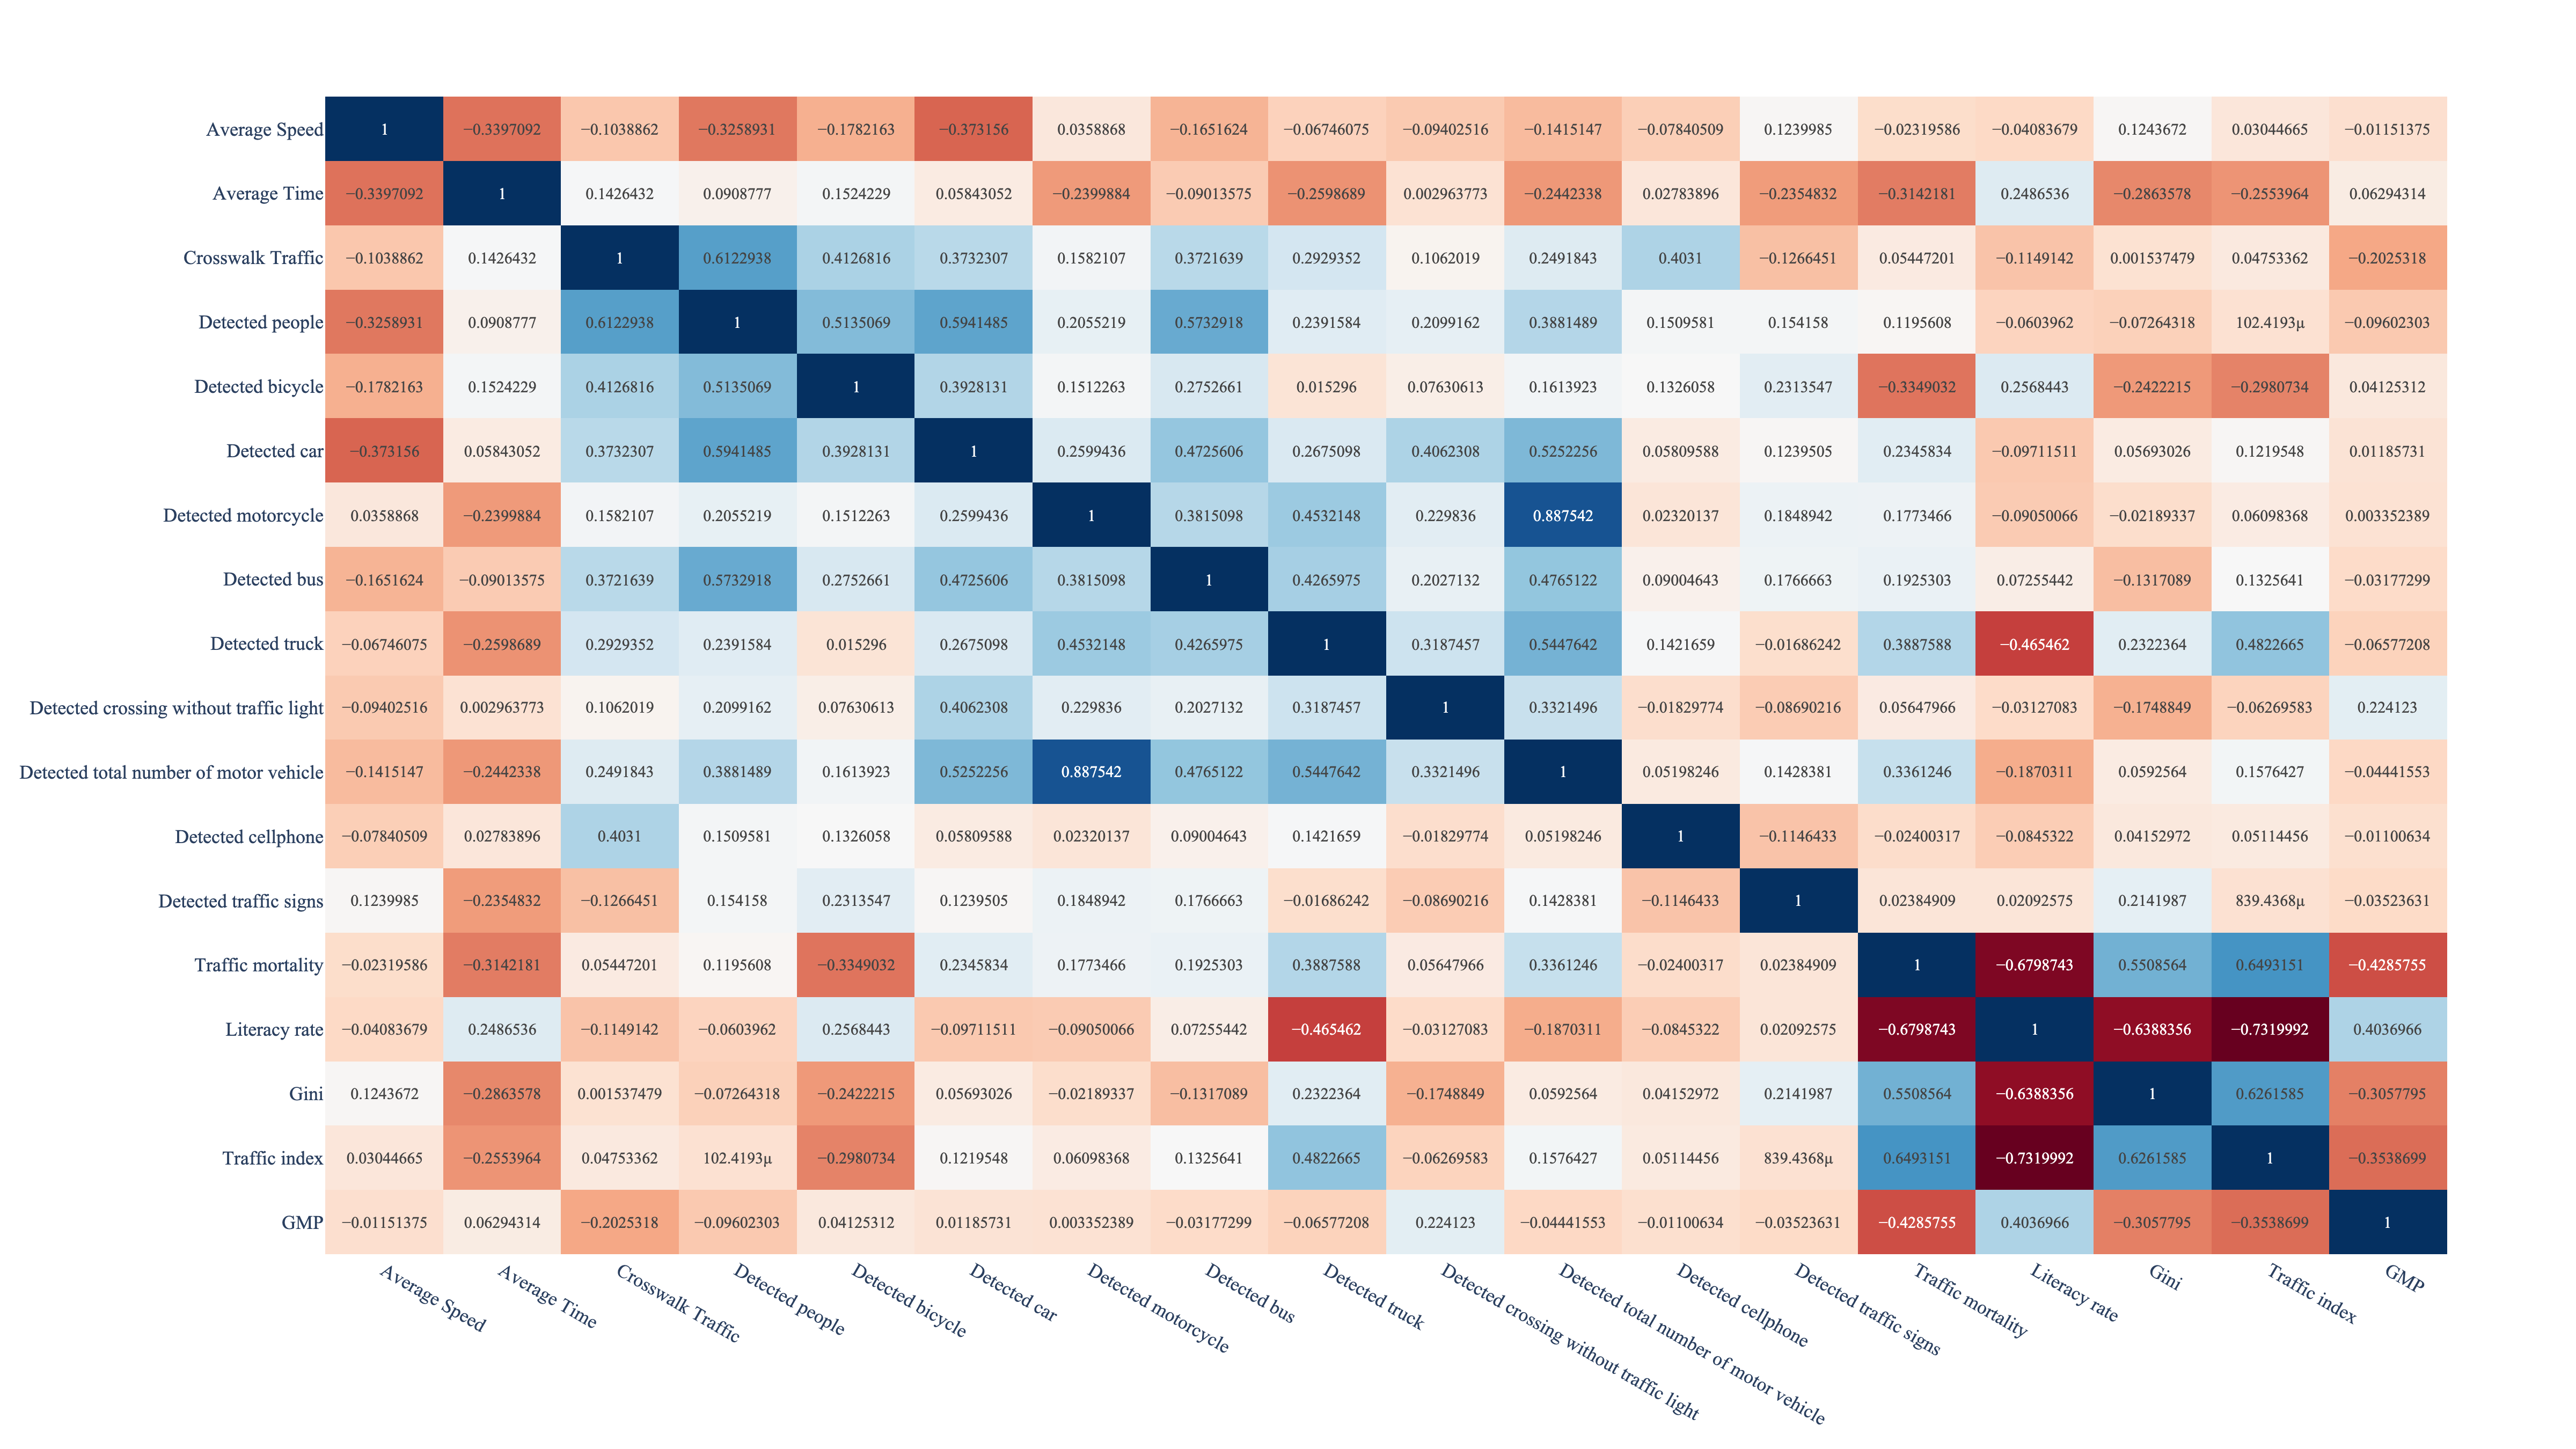 Average Speed 1 −0.3397092 −0.1038862 −0.3258931 −0.1782163 −0.373156 0.0358868 −0.1651624 −0.06746075 −0.09402516 −0.1415147 −0.07840509 0.1239985 −0.02319586 −0.04083679 0.1243672 0.03044665 −0.01151375
Average Time −0.3397092 1 0.1426432 0.0908777 0.1524229 0.05843052 −0.2399884 −0.09013575 −0.2598689 0.002963773 −0.2442338 0.02783896 −0.2354832 −0.3142181 0.2486536 −0.2863578 −0.2553964 0.06294314
Crosswalk Traffic −0.1038862 0.1426432 1 0.6122938 0.4126816 0.3732307 0.1582107 0.3721639 0.2929352 0.1062019 0.2491843 0.4031 −0.1266451 0.05447201 −0.1149142 0.001537479 0.04753362 −0.2025318
Detected people −0.3258931 0.0908777 0.6122938 1 0.5135069 0.5941485 0.2055219 0.5732918 0.2391584 0.2099162 0.3881489 0.1509581 0.154158 0.1195608 −0.0603962 −0.07264318 102.4193μ −0.09602303
Detected bicycle −0.1782163 0.1524229 0.4126816 0.5135069 1 0.3928131 0.1512263 0.2752661 0.015296 0.07630613 0.1613923 0.1326058 0.2313547 −0.3349032 0.2568443 −0.2422215 −0.2980734 0.04125312
Detected car −0.373156 0.05843052 0.3732307 0.5941485 0.3928131 1 0.2599436 0.4725606 0.2675098 0.4062308 0.5252256 0.05809588 0.1239505 0.2345834 −0.09711511 0.05693026 0.1219548 0.01185731
Detected motorcycle 0.0358868 −0.2399884 0.1582107 0.2055219 0.1512263 0.2599436 1 0.3815098 0.4532148 0.229836 0.887542 0.02320137 0.1848942 0.1773466 −0.09050066 −0.02189337 0.06098368 0.003352389
Detected bus −0.1651624 −0.09013575 0.3721639 0.5732918 0.2752661 0.4725606 0.3815098 1 0.4265975 0.2027132 0.4765122 0.09004643 0.1766663 0.1925303 0.07255442 −0.1317089 0.1325641 −0.03177299
Detected truck −0.06746075 −0.2598689 0.2929352 0.2391584 0.015296 0.2675098 0.4532148 0.4265975 1 0.3187457 0.5447642 0.1421659 −0.01686242 0.3887588 −0.465462 0.2322364 0.4822665 −0.06577208
Detected crossing without traffic light −0.09402516 0.002963773 0.1062019 0.2099162 0.07630613 0.4062308 0.229836 0.2027132 0.3187457 1 0.3321496 −0.01829774 −0.08690216 0.05647966 −0.03127083 −0.1748849 −0.06269583 0.224123
Detected total number of motor vehicle −0.1415147 −0.2442338 0.2491843 0.3881489 0.1613923 0.5252256 0.887542 0.4765122 0.5447642 0.3321496 1 0.05198246 0.1428381 0.3361246 −0.1870311 0.0592564 0.1576427 −0.04441553
Detected cellphone −0.07840509 0.02783896 0.4031 0.1509581 0.1326058 0.05809588 0.02320137 0.09004643 0.1421659 −0.01829774 0.05198246 1 −0.1146433 −0.02400317 −0.0845322 0.04152972 0.05114456 −0.01100634
Detected traffic signs 0.1239985 −0.2354832 −0.1266451 0.154158 0.2313547 0.1239505 0.1848942 0.1766663 −0.01686242 −0.08690216 0.1428381 −0.1146433 1 0.02384909 0.02092575 0.2141987 839.4368μ −0.03523631
Traffic mortality −0.02319586 −0.3142181 0.05447201 0.1195608 −0.3349032 0.2345834 0.1773466 0.1925303 0.3887588 0.05647966 0.3361246 −0.02400317 0.02384909 1 −0.6798743 0.5508564 0.6493151 −0.4285755
Literacy rate −0.04083679 0.2486536 −0.1149142 −0.0603962 0.2568443 −0.09711511 −0.09050066 0.07255442 −0.465462 −0.03127083 −0.1870311 −0.0845322 0.02092575 −0.6798743 1 −0.6388356 −0.7319992 0.4036966
Gini 0.1243672 −0.2863578 0.001537479 −0.07264318 −0.2422215 0.05693026 −0.02189337 −0.1317089 0.2322364 −0.1748849 0.0592564 0.04152972 0.2141987 0.5508564 −0.6388356 1 0.6261585 −0.3057795
Traffic index 0.03044665 −0.2553964 0.04753362 102.4193μ −0.2980734 0.1219548 0.06098368 0.1325641 0.4822665 −0.06269583 0.1576427 0.05114456 839.4368μ 0.6493151 −0.7319992 0.6261585 1 −0.3538699
GMP −0.01151375 0.06294314 −0.2025318 −0.09602303 0.04125312 0.01185731 0.003352389 −0.03177299 −0.06577208 0.224123 −0.04441553 −0.01100634 −0.03523631 −0.4285755 0.4036966 −0.3057795 −0.3538699 1
Average Speed
Average Time
Crosswalk Traffic
Detected people
Detected bicycle
Detected car
Detected motorcycle
Detected bus
Detected truck
Detected crossing without traffic light
Detected total number of motor vehicle
Detected cellphone
Detected traffic signs
Traffic mortality
Literacy rate
Gini
Traffic index
GMP